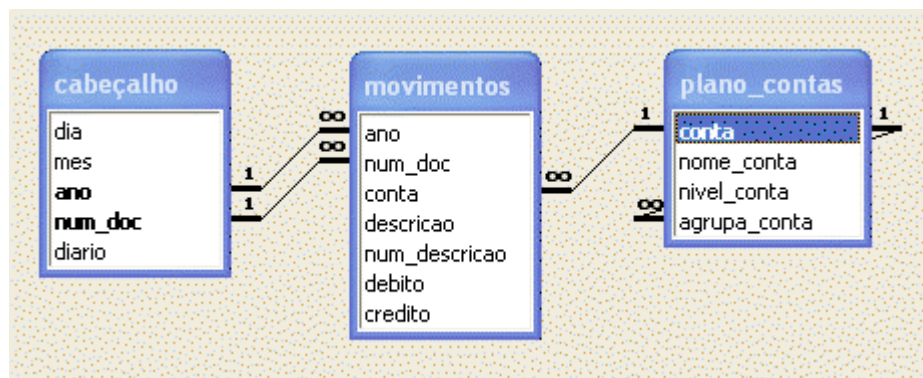 cabeçalho
dia
mes
ano
num_doc
diario
1
1
∞
∞
movimentos
ano
num_doc
conta
descricao
num_descricao
debito
credito
∞
1
plano_contas
conta
nome_conta
nivel_conta
agrupa_conta
1
∞